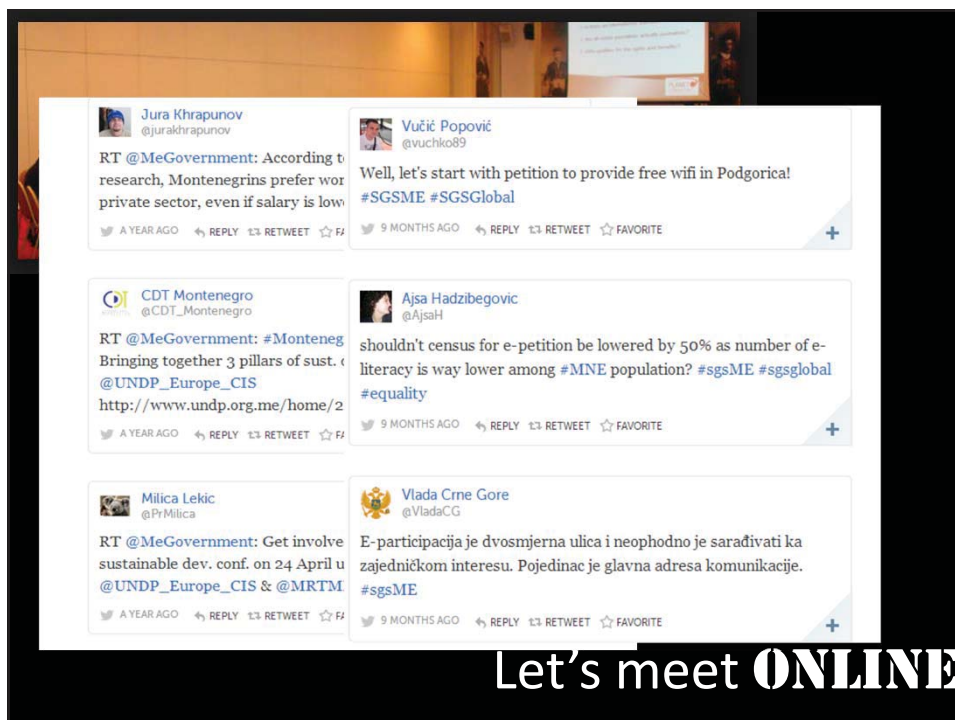 Jura Khrapunov
@jurakhrapunov
RT @MeGovernment: According to
research, Montenegrins prefer
private sector, even if salary is
A YEAR AGO REPLY RETWEET
CDT Montenegro
@CDT_Montenegro
RT @MeGovernment: #Monteneg
Bringing together 3 pillars of sust.
@UNDP_Europe_CIS
http://www.undp.org.me/home/2
A YEAR AGO REPLY RETWEET
Milica Lekic
@PrMilica
RT @MeGovernment: Get involve
sustainable dev. conf. on 24 April u
@UNDP_Europe_CIS & @MRTM
A YEAR AGO REPLY RETWEET
Vučić Popović
@vuchko89
Well, let's start with petition to provide free wifi in Podgorica!
#SGSME #SGSGlobal
9 MONTHS AGO REPLY RETWEET FAVORITE
Ajsa Hadzibegovic
@AjsaH
shouldn't census for e-petition be lowered by 50% as number of e-
literacy is way lower among #MNE population? #sgsME #sgsglobal
#equality
9 MONTHS AGO REPLY RETWEET FAVORITE
Vlada Crne Gore
@VladaCG
E-participacija je dvosmjerna ulica i neophodno je sarađivati ka
zajedničkom interesu. Pojedinac je glavna adresa komunikacije.
#sgsME
9 MONTHS AGO REPLY RETWEET FAVORITE
Let's meet ONLINE